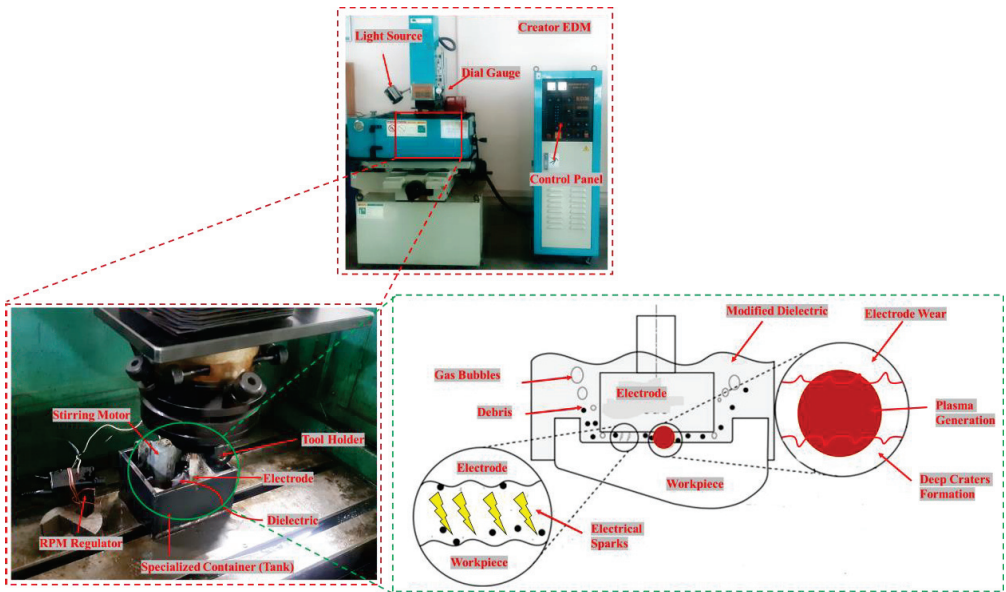 Creator EDM
Light Source
Dial Gauge
Control Panel
Stirring Motor
Tool Holder
Electrode
Dielectric
RPM Regulator
Specialized Container (Tank)
Modified Dielectric
Electrode Wear
Gas Bubbles
Electrode
Debris
Plasma
Generation
Electrode
Workpiece
Deep Craters
Formation
Electrical
Sparks
Workpiece